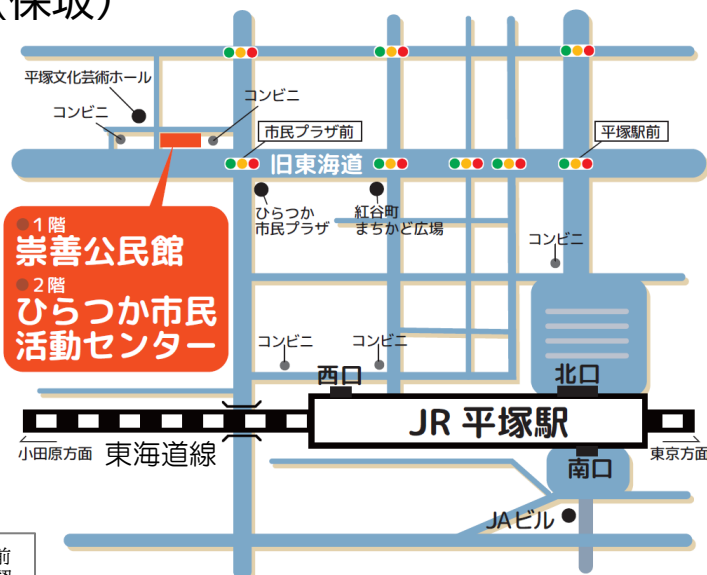 (保坂)
平塚文化芸術ホール
コンビニ
コンビニ
市民プラザ前
平塚駅前
旧東海道
ひらつか
市民プラザ
紅谷町
まちかど広場
コンビニ
●1階
崇善公民館
●2階
ひらつか市民
活動センター
コンビニ
コンビニ
西口
北口
JR 平塚駅
小田原方面
東海道線
東京方面
南口
JAビル
前